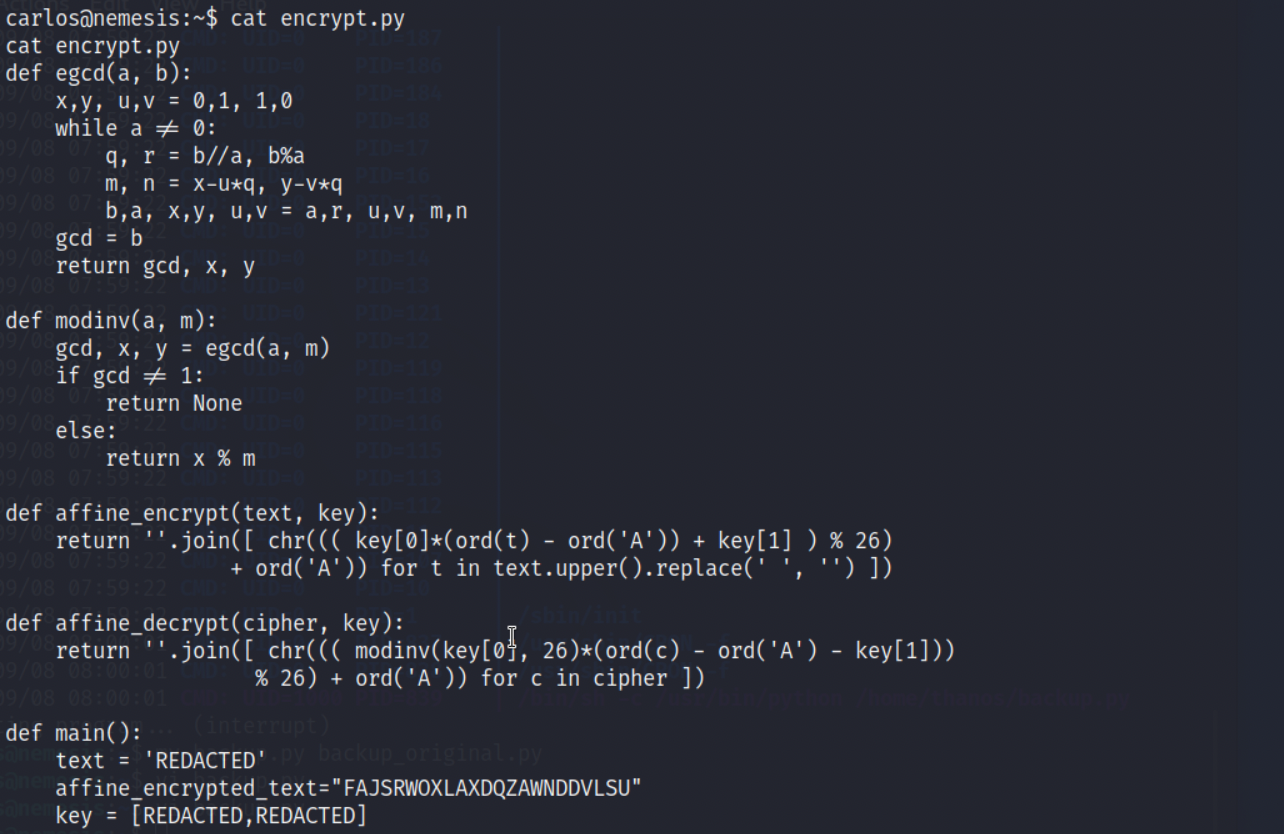 carlos@nemesis:~$ cat encrypt.py
cat encrypt.py
def egcd(a, b):
    x,y, u,v = 0,1, 1,0
    while a ≠ 0:
        q, r = b//a, b%a
        m, n = x-u*q, y-v*q
        b,a, x,y, u,v = a,r, u,v, m,n
    gcd = b
    return gcd, x, y

def modinv(a, m):
    gcd, x, y = egcd(a, m)
    if gcd ≠ 1:
        return None
    else:
        return x % m

def affine_encrypt(text, key):
    return ''.join([ chr((( key[0]*(ord(t) - ord('A')) + key[1] ) % 26)
                  + ord('A')) for t in text.upper().replace(' ', '') ])

def affine_decrypt(cipher, key):
    return ''.join([ chr((( modinv(key[0], 26)*(ord(c) - ord('A') - key[1]))
                    % 26) + ord('A')) for c in cipher ])

def main():
    text = 'REDACTED'
    affine_encrypted_text="FAJSRWOXLAXDQZAWNDDVLSU"
    key = [REDACTED,REDACTED]